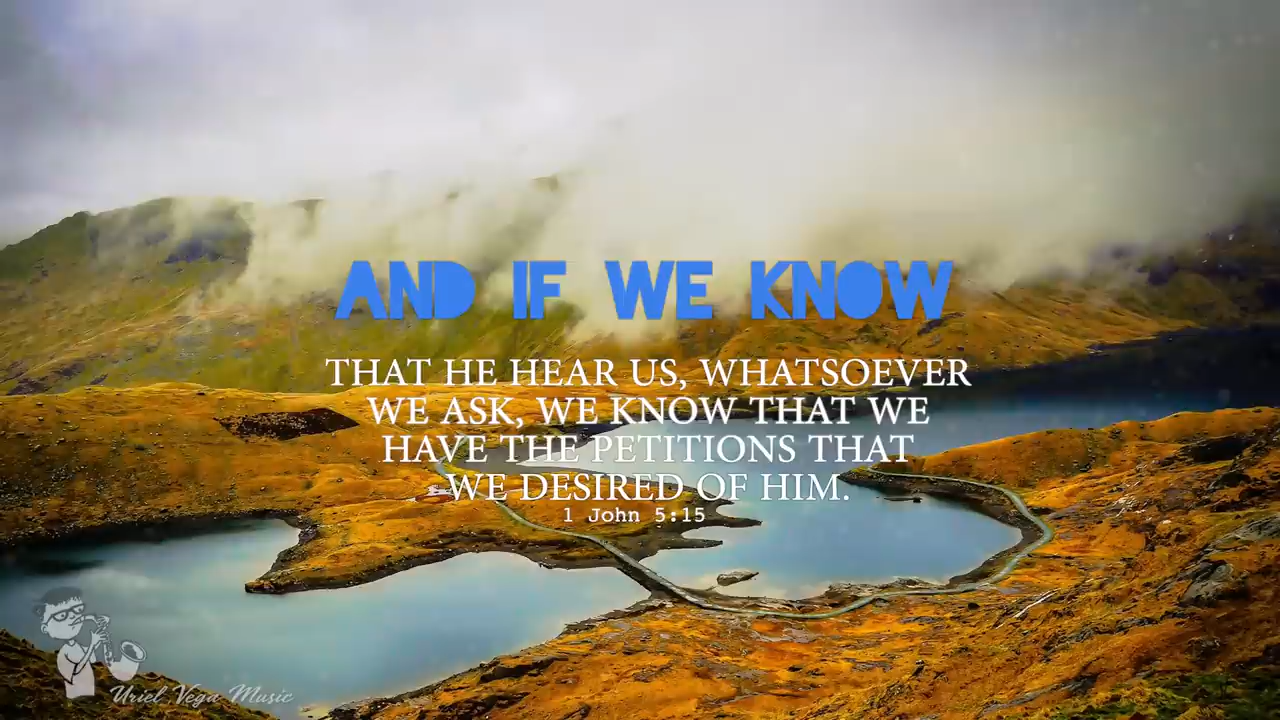 AND IF WE KNOW
THAT HE HEAR US, WHATSOEVER
WE ASK, WE KNOW THAT WE
HAVE THE PETITIONS THAT
WE DESIRED OF HIM.
1 John 5:15
Uriel Vega Music